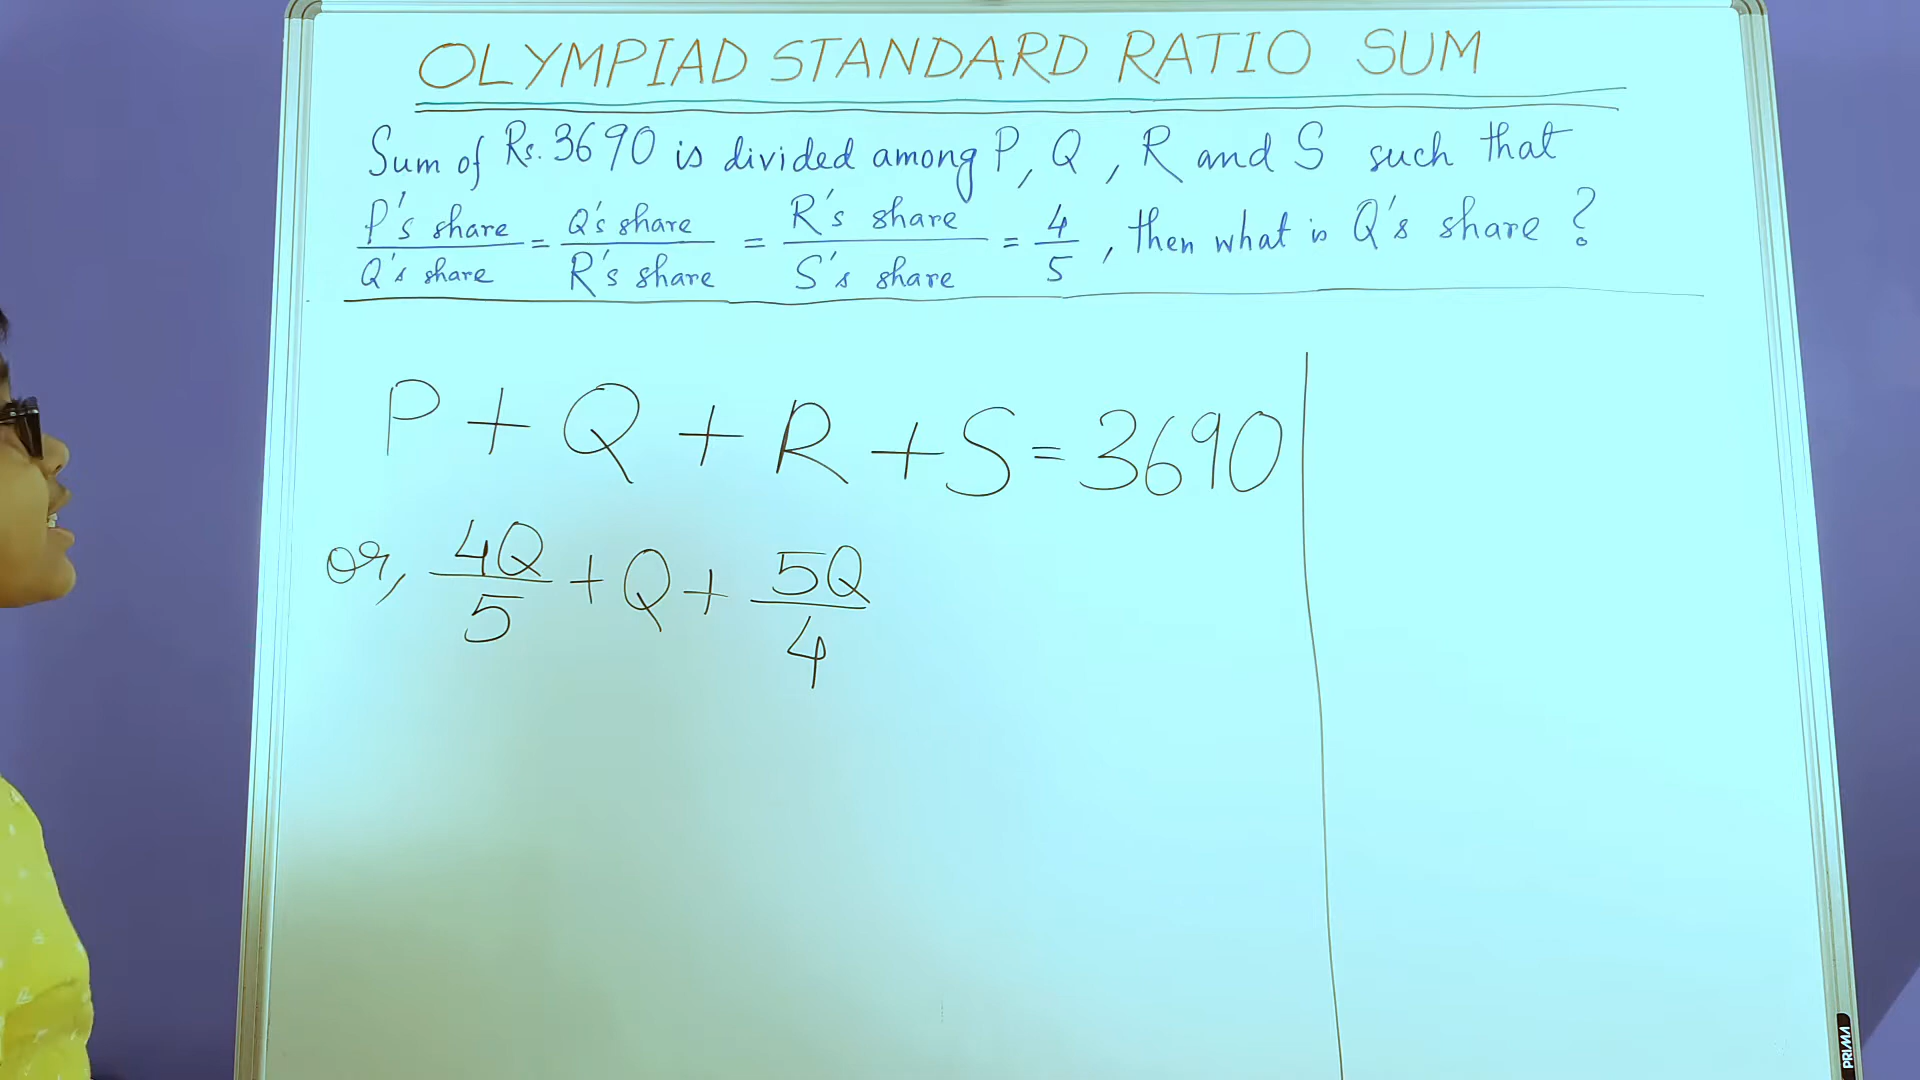 OLYMPIAD STANDARD RATIO SUM
Sum of Rs. 3690 is divided among P, Q, R and S such that
P's share / Q's share = Q's share / R's share = R's share / S's share = 4/5, then what is Q's share ?
P + Q + R + S = 3690
or, 4Q/5 + Q + 5Q/4
PRIMA